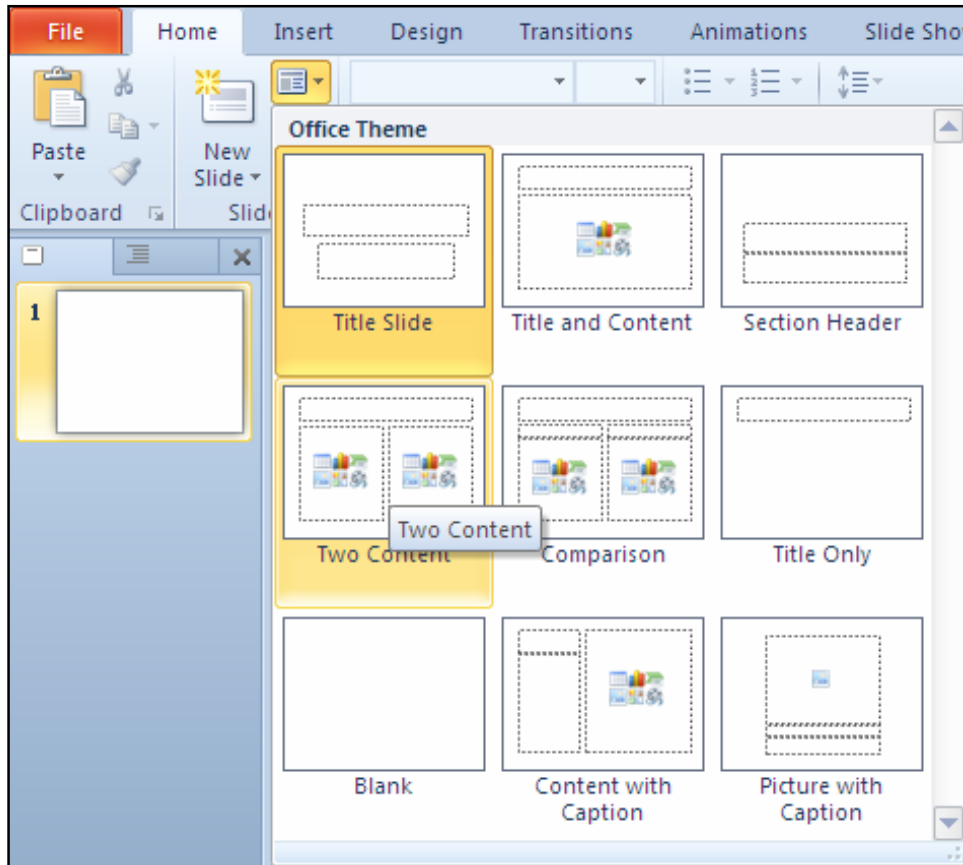 File Home Insert Design Transitions Animations Slide Sho
Paste
New
Slide
Clipboard Slid
1
Office Theme
Title Slide Title and Content Section Header
Two Content Comparison Title Only
Two Content
Blank Content with
Caption Picture with
Caption